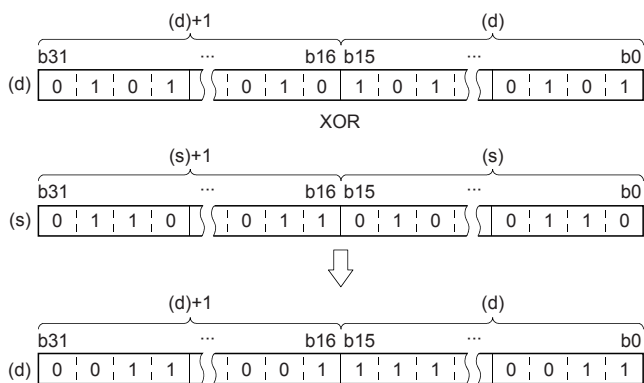 (d)+1 (d)
b31 ... b16 b15 ... b0
(d) 0 1 0 1 0 1 0 1 0 1 0 1 0 1
XOR
(s)+1 (s)
b31 ... b16 b15 ... b0
(s) 0 1 1 0 0 1 1 0 1 0 0 1 1 0
(d)+1 (d)
b31 ... b16 b15 ... b0
(d) 0 0 1 1 0 0 1 1 1 1 0 0 1 1